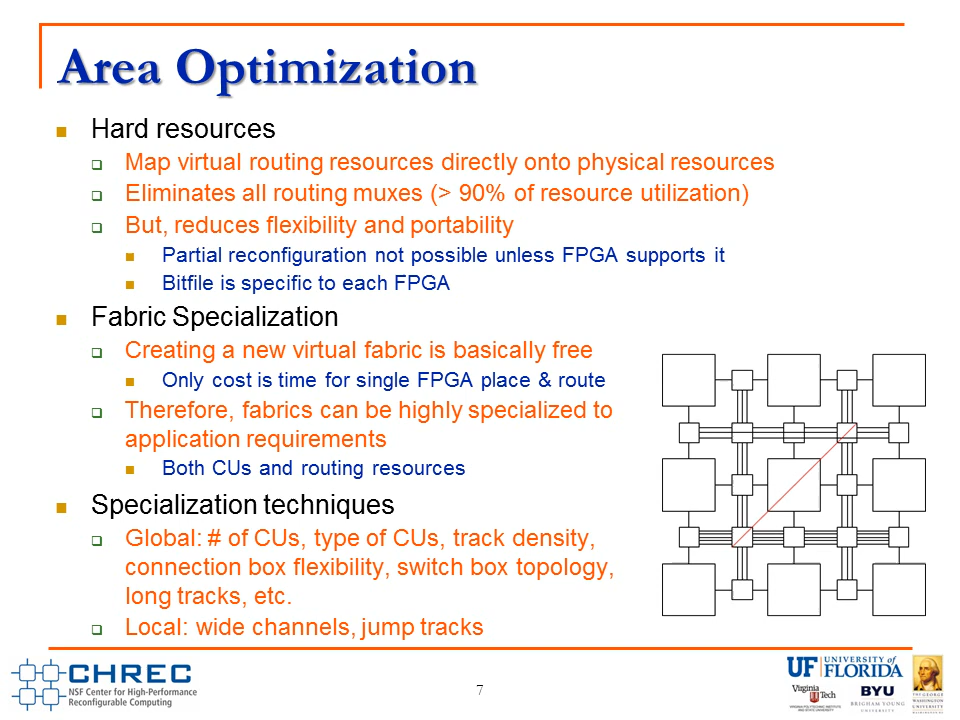 Area Optimization
Hard resources
Map virtual routing resources directly onto physical resources
Eliminates all routing muxes (> 90% of resource utilization)
But, reduces flexibility and portability
Partial reconfiguration not possible unless FPGA supports it
Bitfile is specific to each FPGA
Fabric Specialization
Creating a new virtual fabric is basically free
Only cost is time for single FPGA place & route
Therefore, fabrics can be highly specialized to
application requirements
Both CUs and routing resources
Specialization techniques
Global: # of CUs, type of CUs, track density,
connection box flexibility, switch box topology,
long tracks, etc.
Local: wide channels, jump tracks
CHREC
NSF Center for High-Performance
Reconfigurable Computing
7
UF UNIVERSITY of
FLORIDA
Virginia
Tech
VIRGINIA POLYTECHNIC INSTITUTE
AND STATE UNIVERSITY
BYU
BRIGHAM YOUNG
UNIVERSITY
THE GEORGE
WASHINGTON
UNIVERSITY